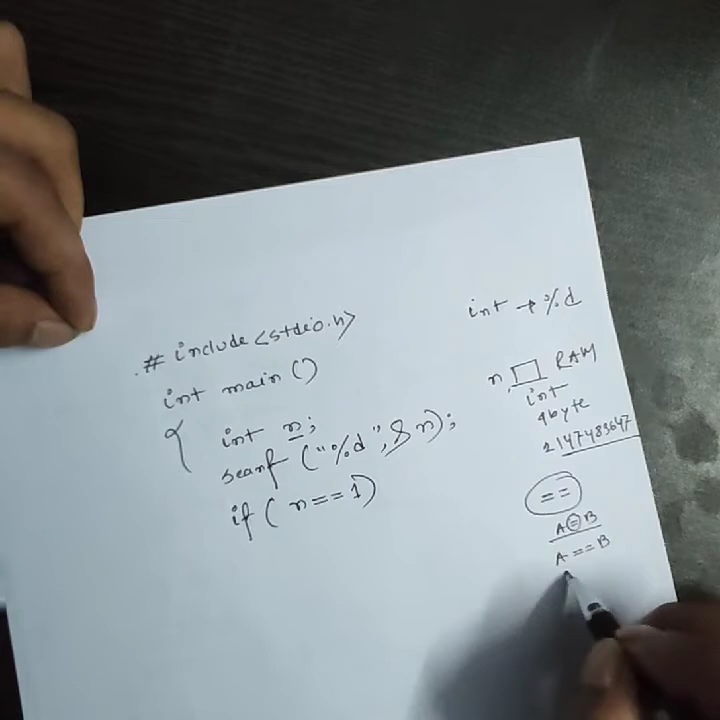 # include <stdio.h>
int main ()
{ int n;
scanf ("%d", &n);
if ( n==1)
int → %d
n RAM
int
4byte
2147483647
==
A=B
A==B